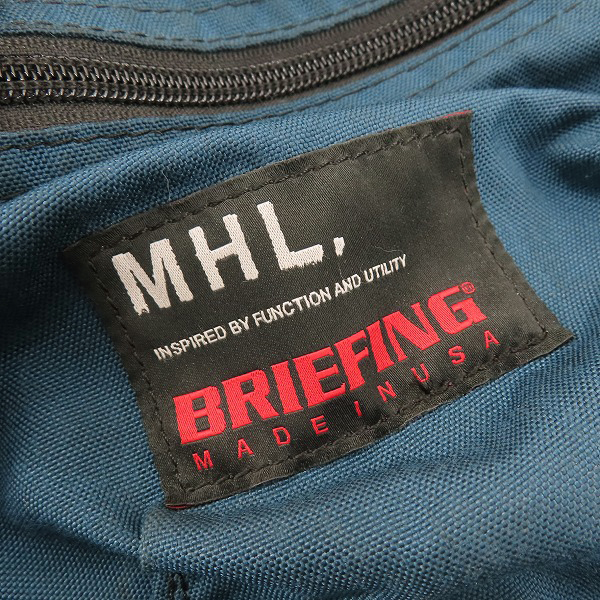 MHL.
INSPIRED BY FUNCTION AND UTILITY
BRIEFING®
MADE IN USA